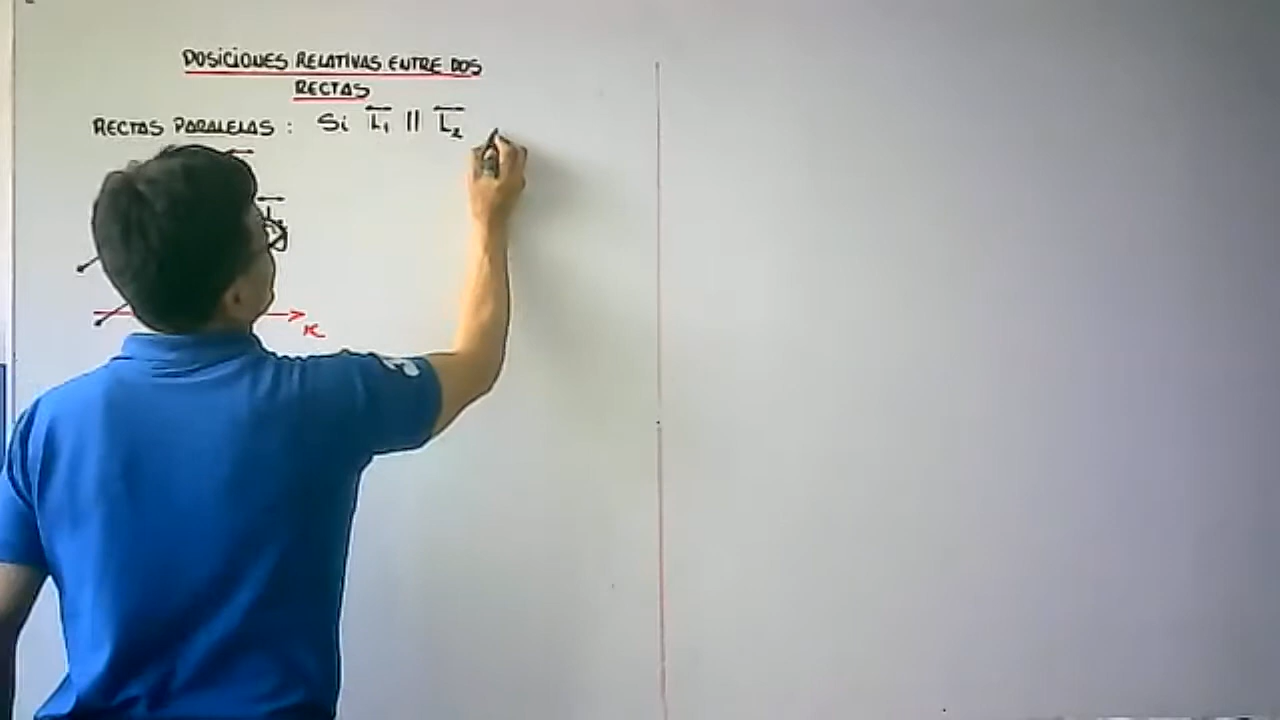 POSICIONES RELATIVAS ENTRE DOS
RECTAS
RECTAS PARALELAS : Si L₁ || L₂
x